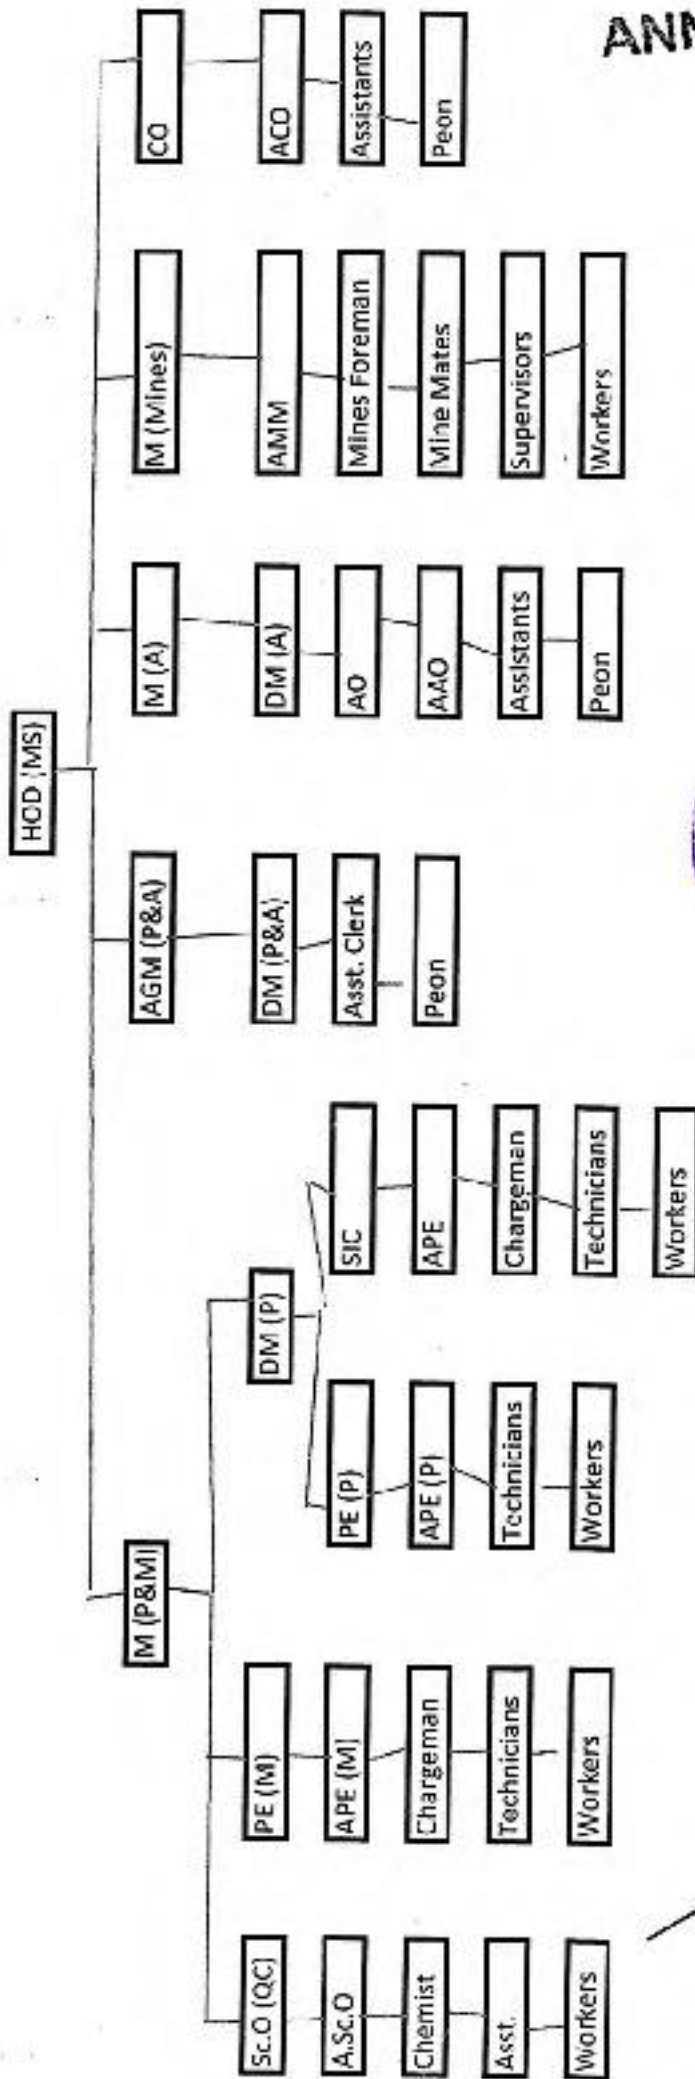 ANN
HOD (MS)
M (P&M)
AGM (P&A)
M (A)
M (Mines)
CO
Sc.O (QC)
PE (M)
DM (P)
DM (P&A)
DM (A)
AMM
ACO
A.Sc.O
APE (M)
PE (P)
SIC
Asst. Clerk
AO
Mines Foreman
Assistants
Chemist
Chargeman
APE (P)
APE
Peon
AAO
Mine Mates
Peon
Asst.
Technicians
Technicians
Chargeman
Assistants
Supervisors
Workers
Workers
Workers
Technicians
Peon
Workers
Workers